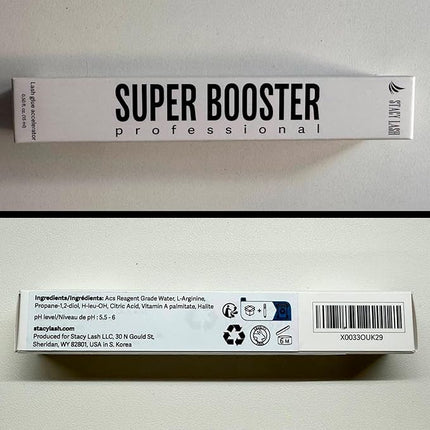 Lash glue accelerator
0.50 fl. oz. (15 ml)
SUPER BOOSTER
professional
STACY LASH
Ingredients/Ingrédients: Acs Reagent Grade Water, L-Arginine,
Propane-1,2-diol, H-leu-OH, Citric Acid, Vitamin A palmitate, Halite
pH level/Niveau de pH : 5,5 - 6
stacylash.com
Produced for Stacy Lash LLC, 30 N Gould St,
Sheridan, WY 82801, USA in S. Korea
6 M
X0033OUK29